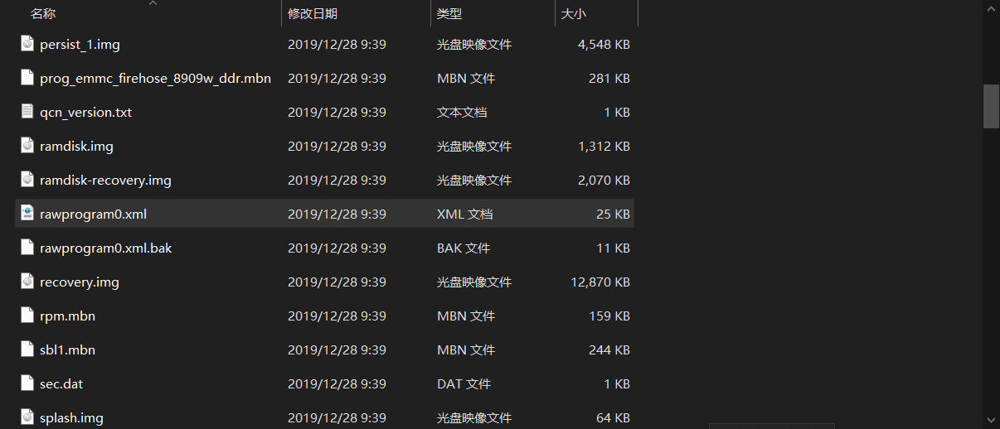 名称 修改日期 类型 大小
persist_1.img 2019/12/28 9:39 光盘映像文件 4,548 KB
prog_emmc_firehose_8909w_ddr.mbn 2019/12/28 9:39 MBN 文件 281 KB
qcn_version.txt 2019/12/28 9:39 文本文档 1 KB
ramdisk.img 2019/12/28 9:39 光盘映像文件 1,312 KB
ramdisk-recovery.img 2019/12/28 9:39 光盘映像文件 2,070 KB
rawprogram0.xml 2019/12/28 9:39 XML 文档 25 KB
rawprogram0.xml.bak 2019/12/28 9:39 BAK 文件 11 KB
recovery.img 2019/12/28 9:39 光盘映像文件 12,870 KB
rpm.mbn 2019/12/28 9:39 MBN 文件 159 KB
sbl1.mbn 2019/12/28 9:39 MBN 文件 244 KB
sec.dat 2019/12/28 9:39 DAT 文件 1 KB
splash.img 2019/12/28 9:39 光盘映像文件 64 KB